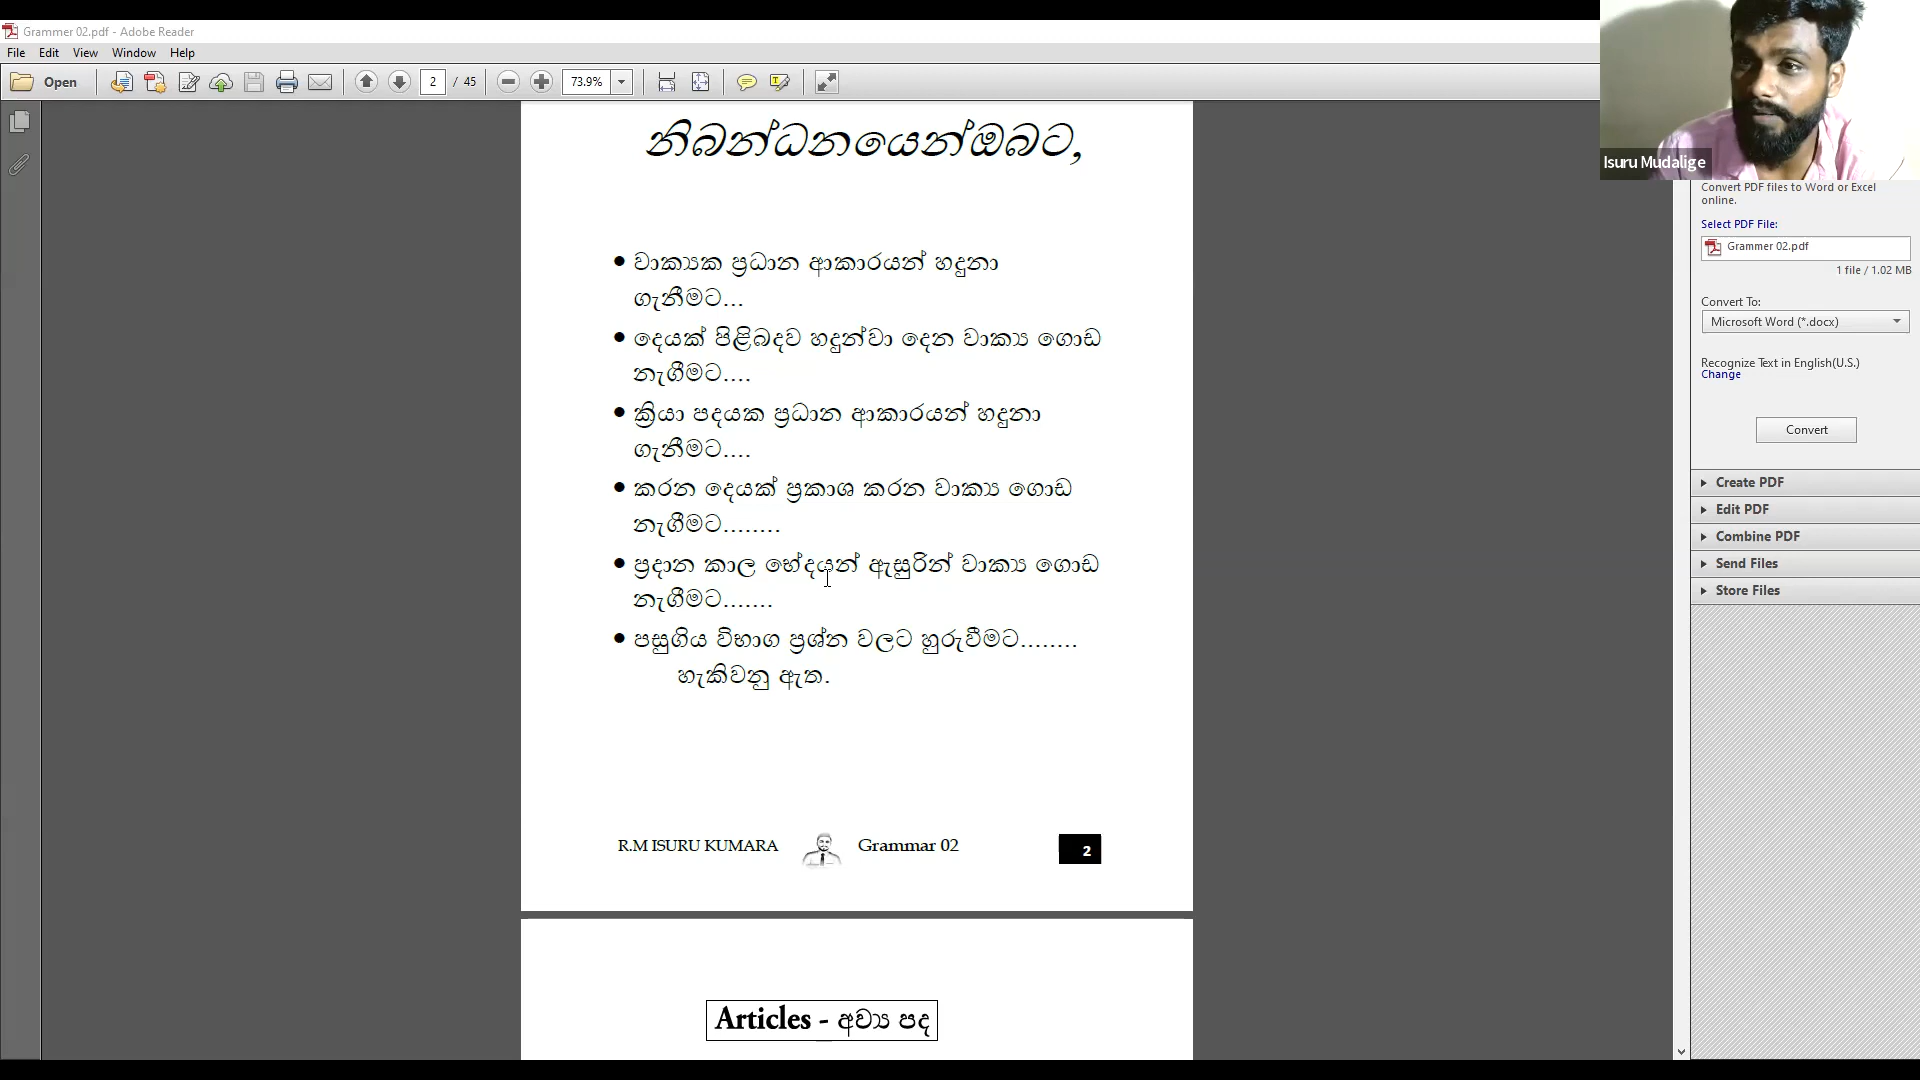 Grammer 02.pdf - Adobe Reader
File Edit View Window Help
Open 2 / 45 73.9%
Isuru Mudalige
නිබන්ධනයෙන්ඔබට,
• වාක්‍යක ප්‍රධාන ආකාරයන් හදුනා
ගැනීමට...
• දෙයක් පිළිබදව හදුන්වා දෙන වාක්‍ය ගොඩ
නැගීමට....
• ක්‍රියා පදයක ප්‍රධාන ආකාරයන් හදුනා
ගැනීමට....
• කරන දෙයක් ප්‍රකාශ කරන වාක්‍ය ගොඩ
නැගීමට........
• ප්‍රදාන කාල භේදයන් ඇසුරින් වාක්‍ය ගොඩ
නැගීමට.......
• පසුගිය විභාග ප්‍රශ්න වලට හුරුවීමට........
හැකිවනු ඇත.
R.M ISURU KUMARA Grammar 02 2
Articles - අව්‍ය පද
Convert PDF files to Word or Excel
online.
Select PDF File:
Grammer 02.pdf
1 file / 1.02 MB
Convert To:
Microsoft Word (*.docx)
Recognize Text in English(U.S.)
Change
Convert
Create PDF
Edit PDF
Combine PDF
Send Files
Store Files